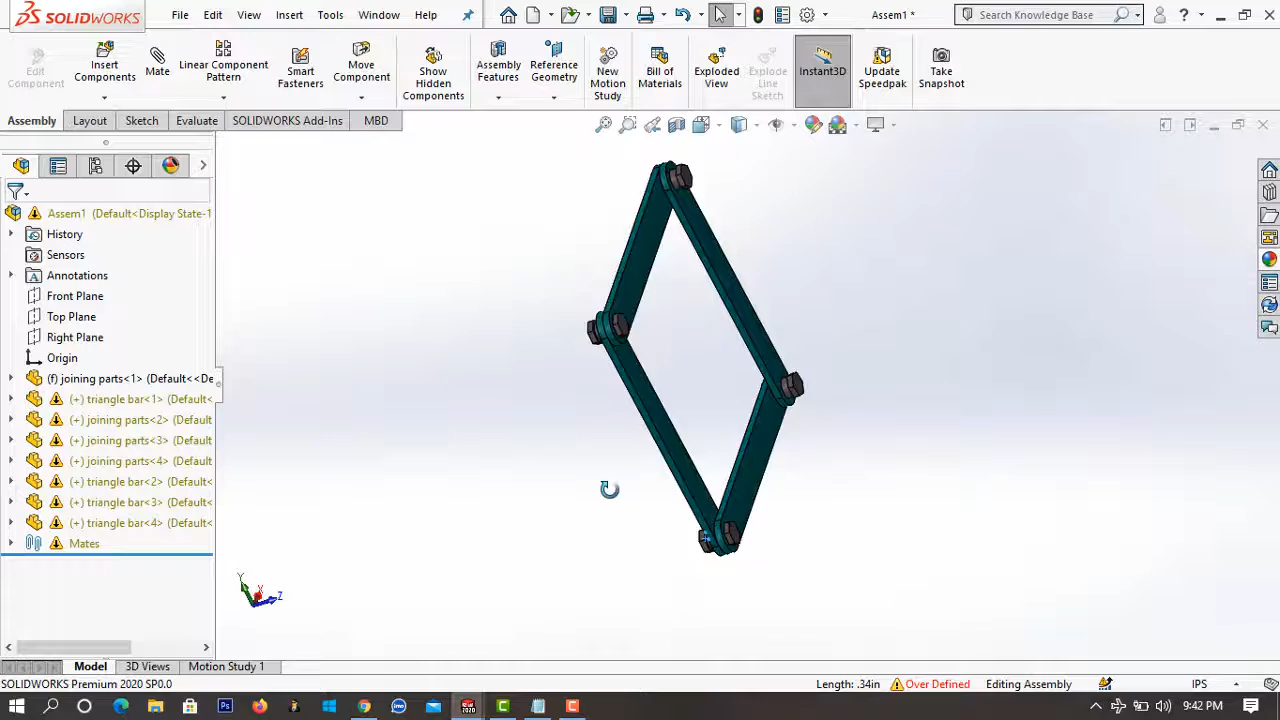 SOLIDWORKS File Edit View Insert Tools Window Help Assem1 * Search Knowledge Base ?
Edit Component
Insert Components
Mate
Linear Component Pattern
Smart Fasteners
Move Component
Show Hidden Components
Assembly Features
Reference Geometry
New Motion Study
Bill of Materials
Exploded View
Explode Line Sketch
Instant3D
Update Speedpak
Take Snapshot
Assembly Layout Sketch Evaluate SOLIDWORKS Add-Ins MBD
Assem1 (Default<Display State-1
History
Sensors
Annotations
Front Plane
Top Plane
Right Plane
Origin
(f) joining parts<1> (Default<<De
(+) triangle bar<1> (Default<
(+) joining parts<2> (Default
(+) joining parts<3> (Default
(+) joining parts<4> (Default
(+) triangle bar<2> (Default<
(+) triangle bar<3> (Default<
(+) triangle bar<4> (Default<
Mates
Y X Z
Model 3D Views Motion Study 1
SOLIDWORKS Premium 2020 SP0.0 Length: .34in Over Defined Editing Assembly IPS
9:42 PM